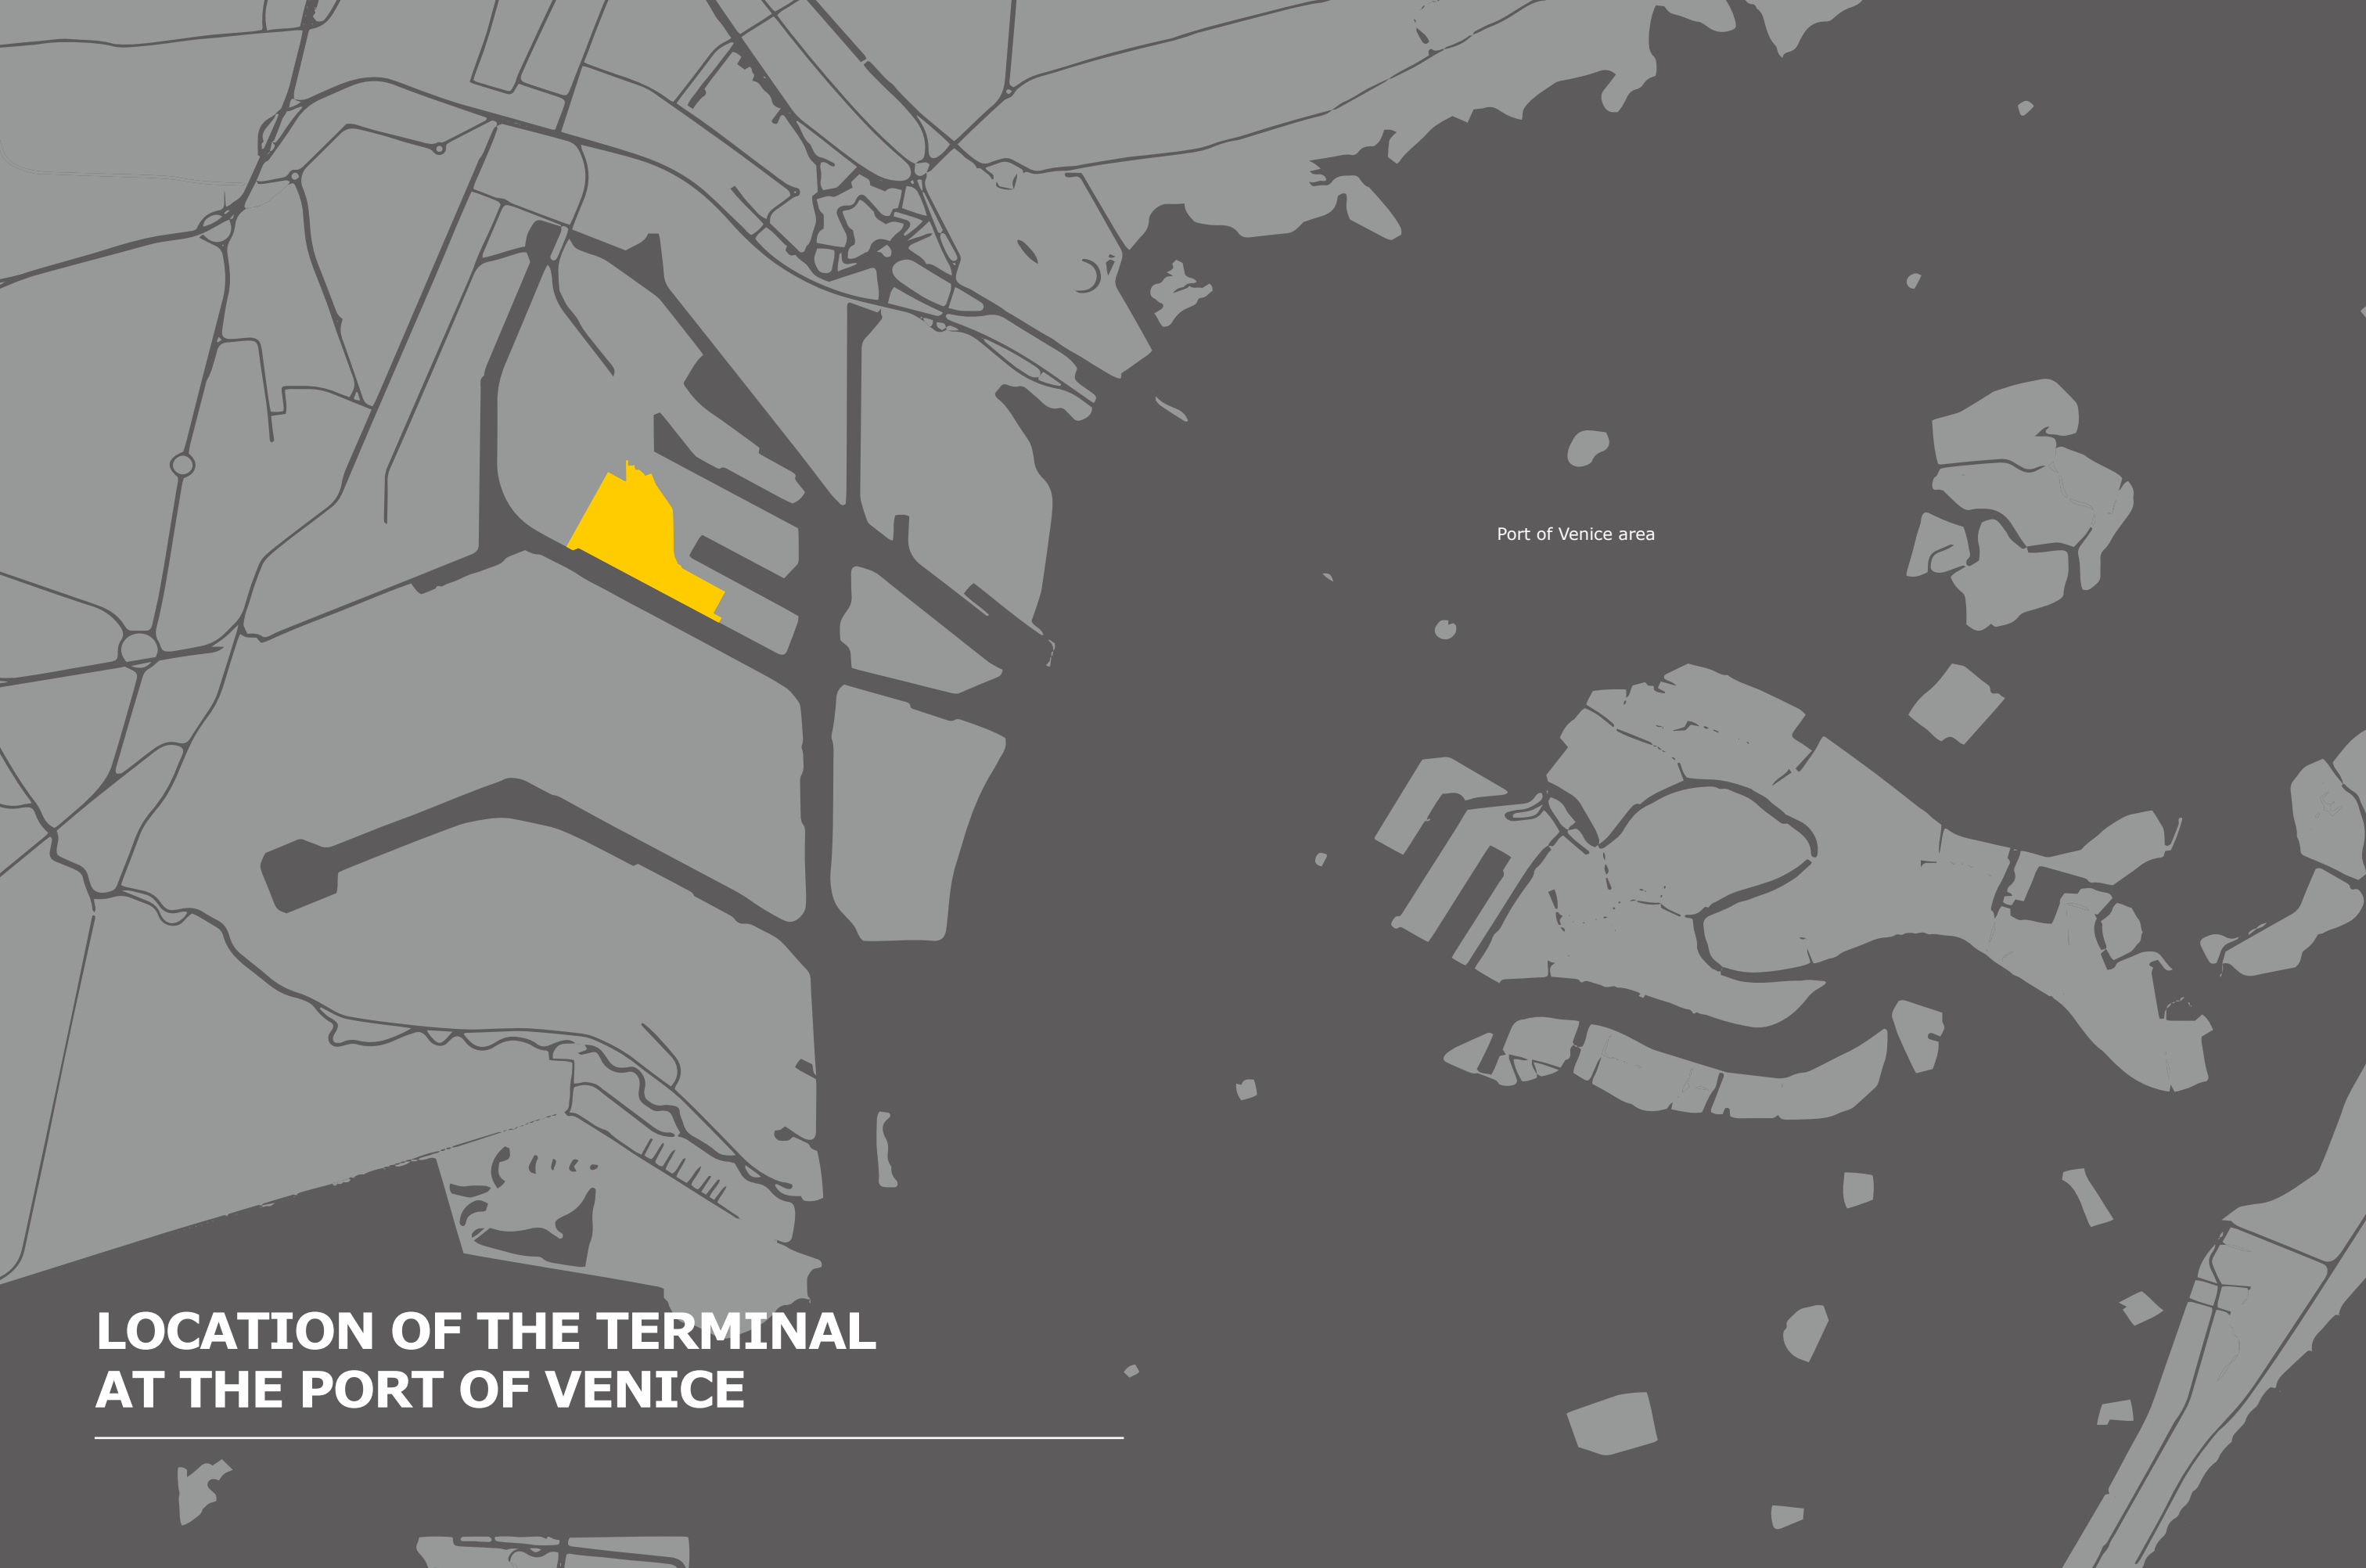 Port of Venice area
LOCATION OF THE TERMINAL
AT THE PORT OF VENICE